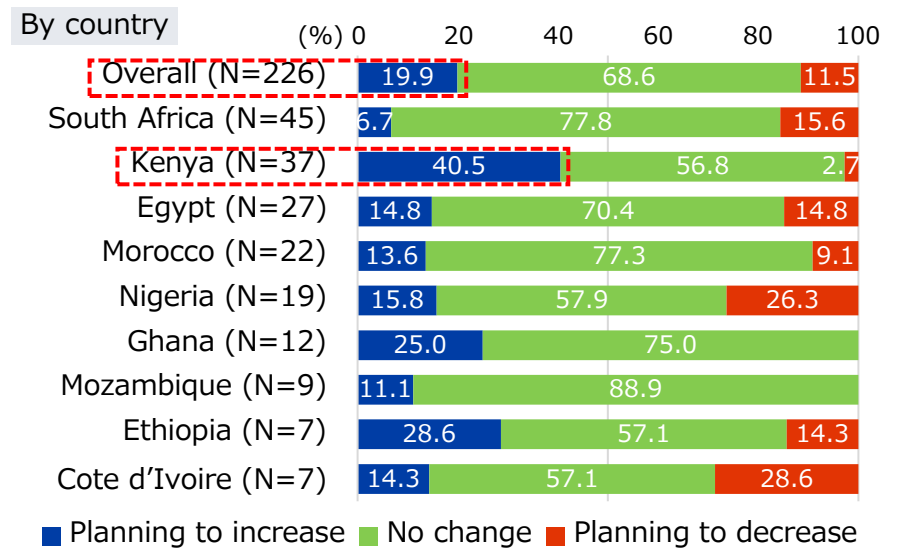 By country
(%) 0 20 40 60 80 100
Overall (N=226) 19.9 68.6 11.5
South Africa (N=45) 6.7 77.8 15.6
Kenya (N=37) 40.5 56.8 2.7
Egypt (N=27) 14.8 70.4 14.8
Morocco (N=22) 13.6 77.3 9.1
Nigeria (N=19) 15.8 57.9 26.3
Ghana (N=12) 25.0 75.0
Mozambique (N=9) 11.1 88.9
Ethiopia (N=7) 28.6 57.1 14.3
Cote d’Ivoire (N=7) 14.3 57.1 28.6
Planning to increase No change Planning to decrease